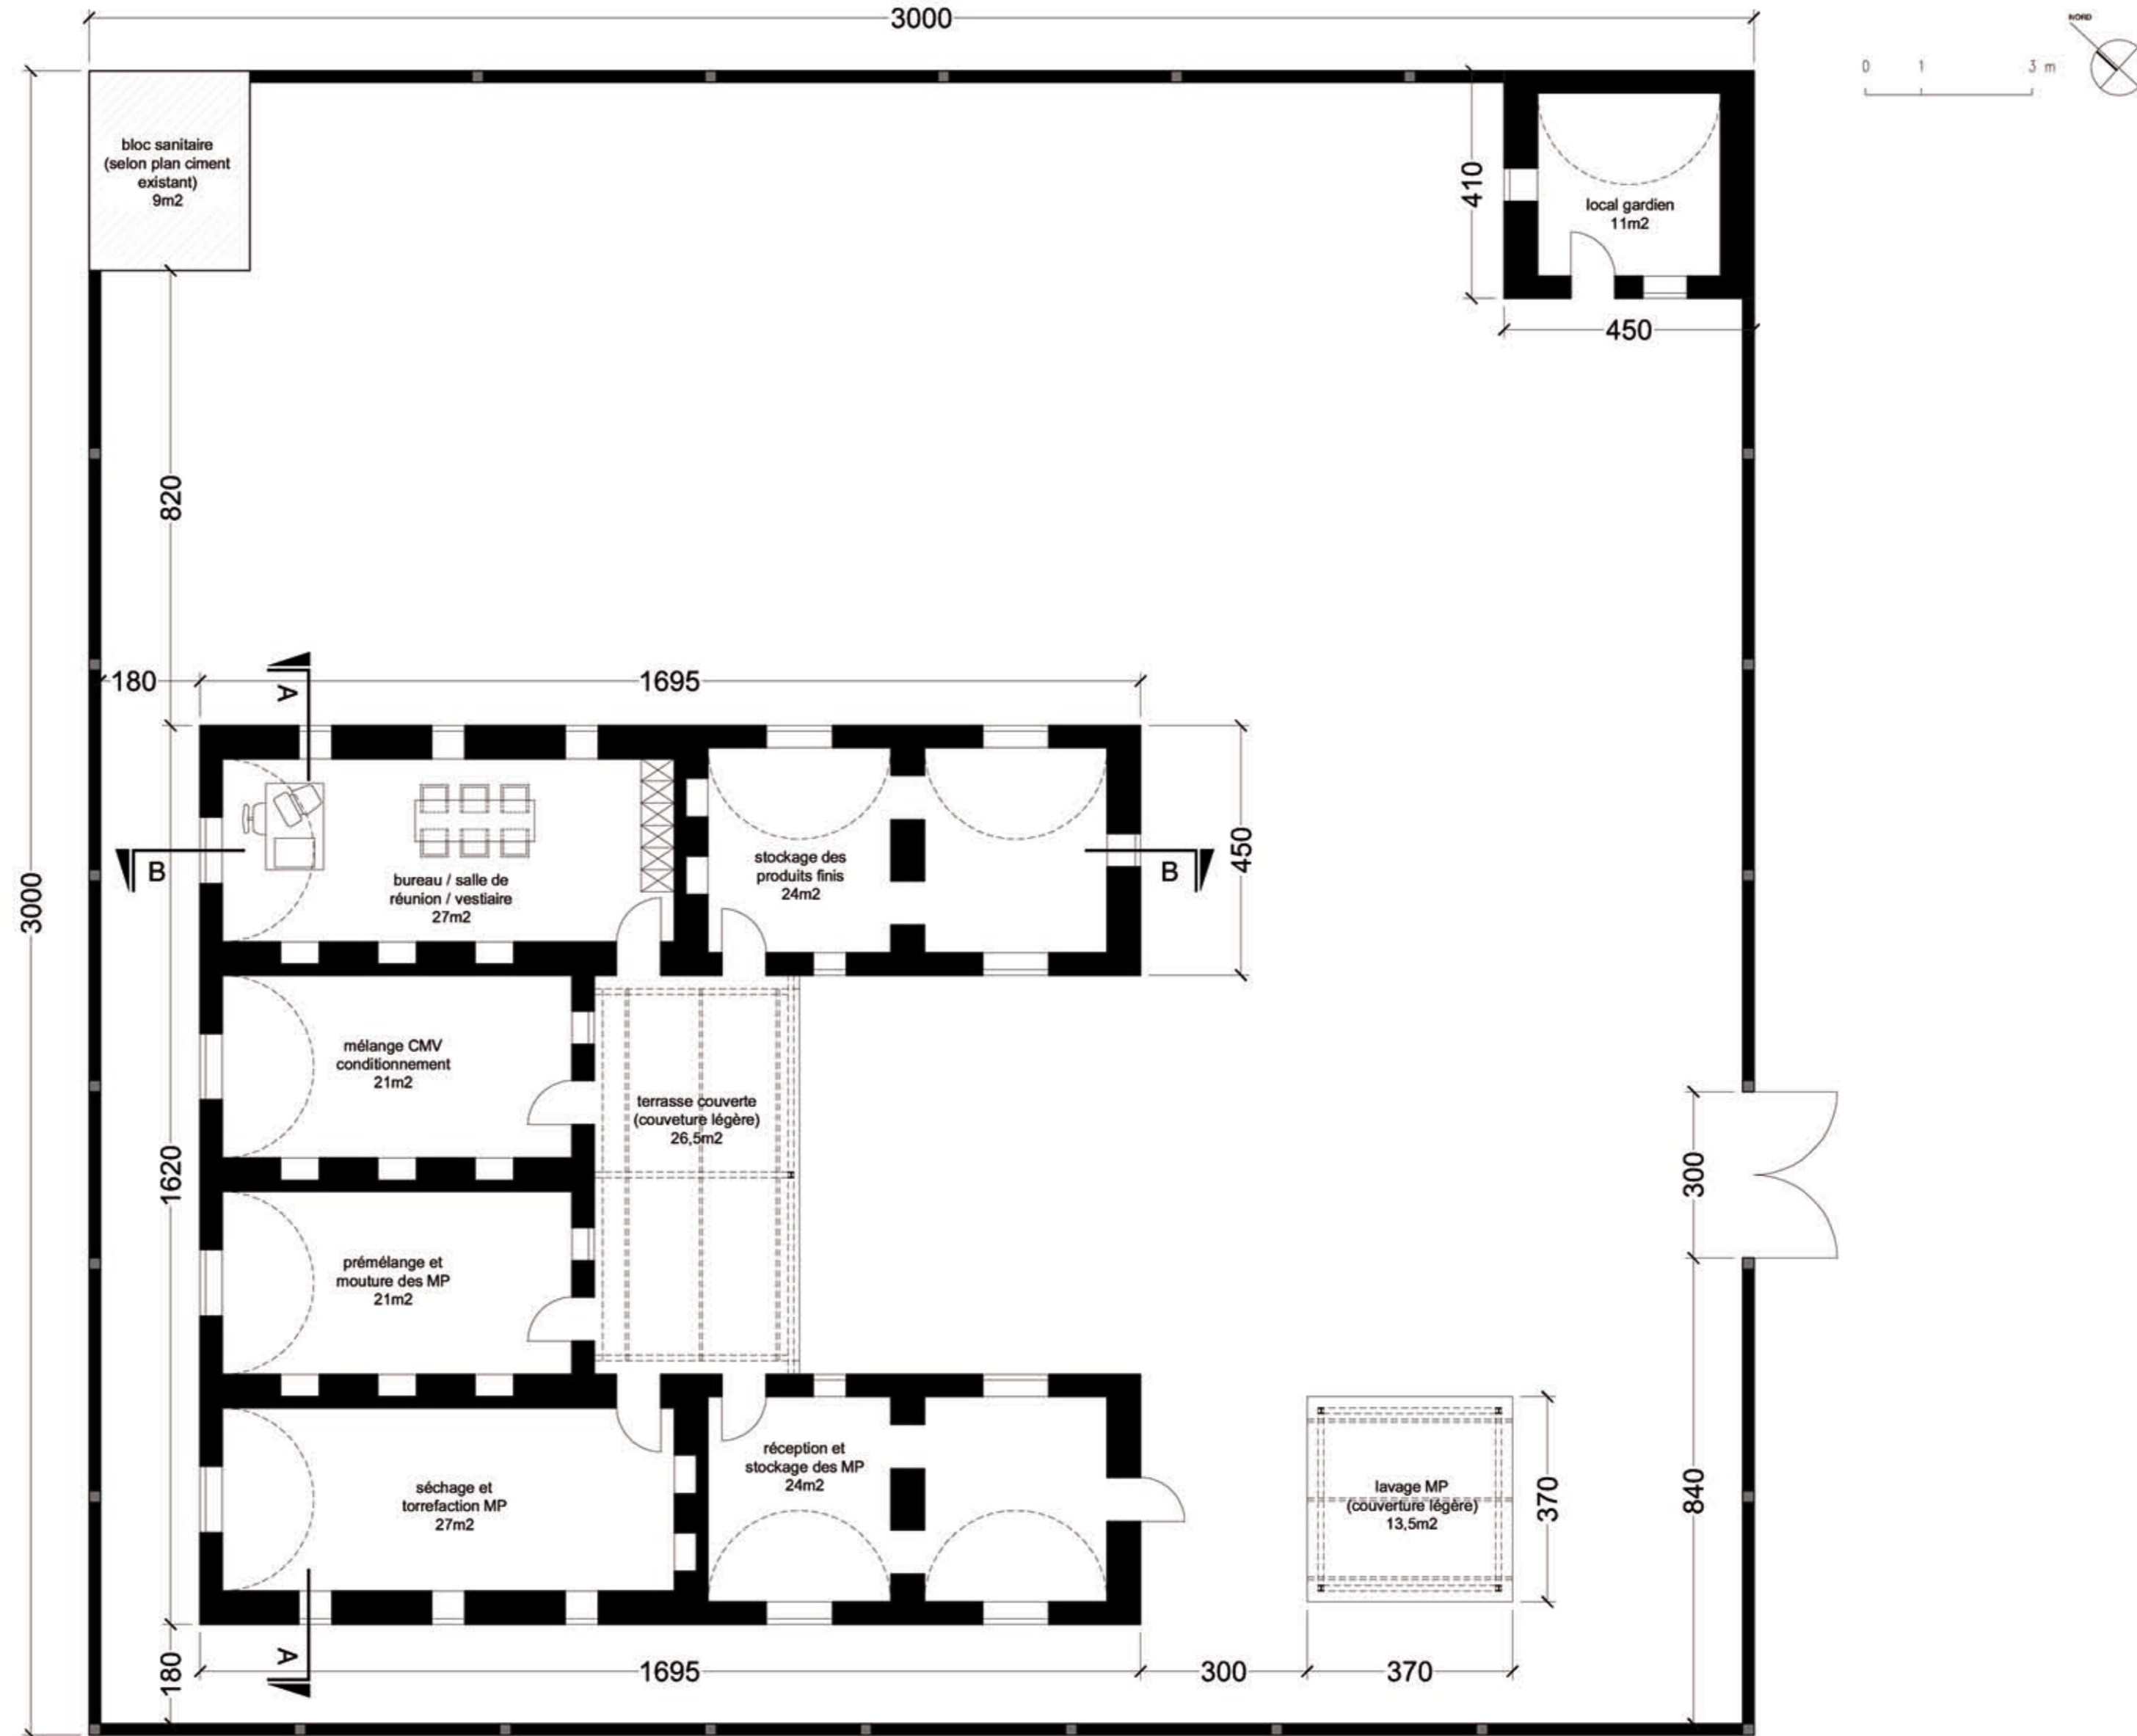 3000
NORD
0 1 3 m
bloc sanitaire
(selon plan ciment
existant)
9m2
410
local gardien
11m2
450
820
180
1695
A
3000
B
bureau / salle de
réunion / vestiaire
27m2
stockage des
produits finis
24m2
B
450
mélange CMV
conditionnement
21m2
terrasse couverte
(couveture légère)
26,5m2
1620
300
prémélange et
mouture des MP
21m2
séchage et
torrefaction MP
27m2
réception et
stockage des MP
24m2
lavage MP
(couverture légère)
13,5m2
370
840
A
180
1695
300
370